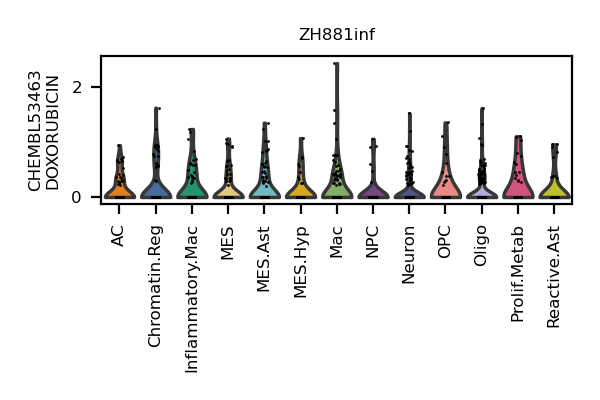 ZH881inf
CHEMBL53463
DOXORUBICIN
2
0
AC
Chromatin.Reg
Inflammatory.Mac
MES
MES.Ast
MES.Hyp
Mac
NPC
Neuron
OPC
Oligo
Prolif.Metab
Reactive.Ast